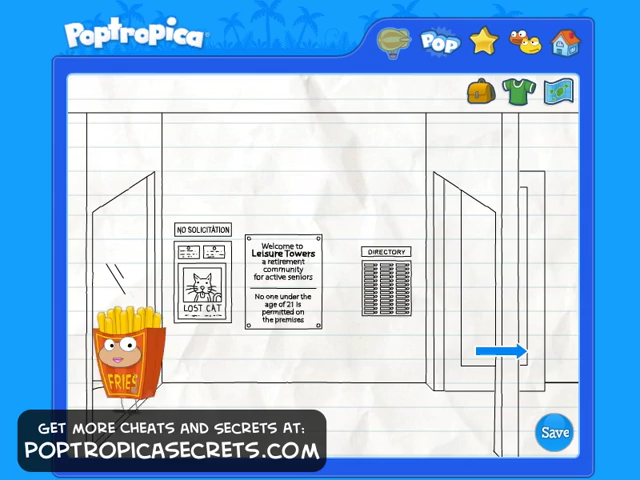 Poptropica
POP
NO SOLICITATION
Welcome to
Leisure Towers
a retirement
community
for active seniors
No one under the
age of 21 is
permitted on
the premises
DIRECTORY
LOST CAT
FRIES
Save
GET MORE CHEATS AND SECRETS AT:
POPTROPICASECRETS.COM